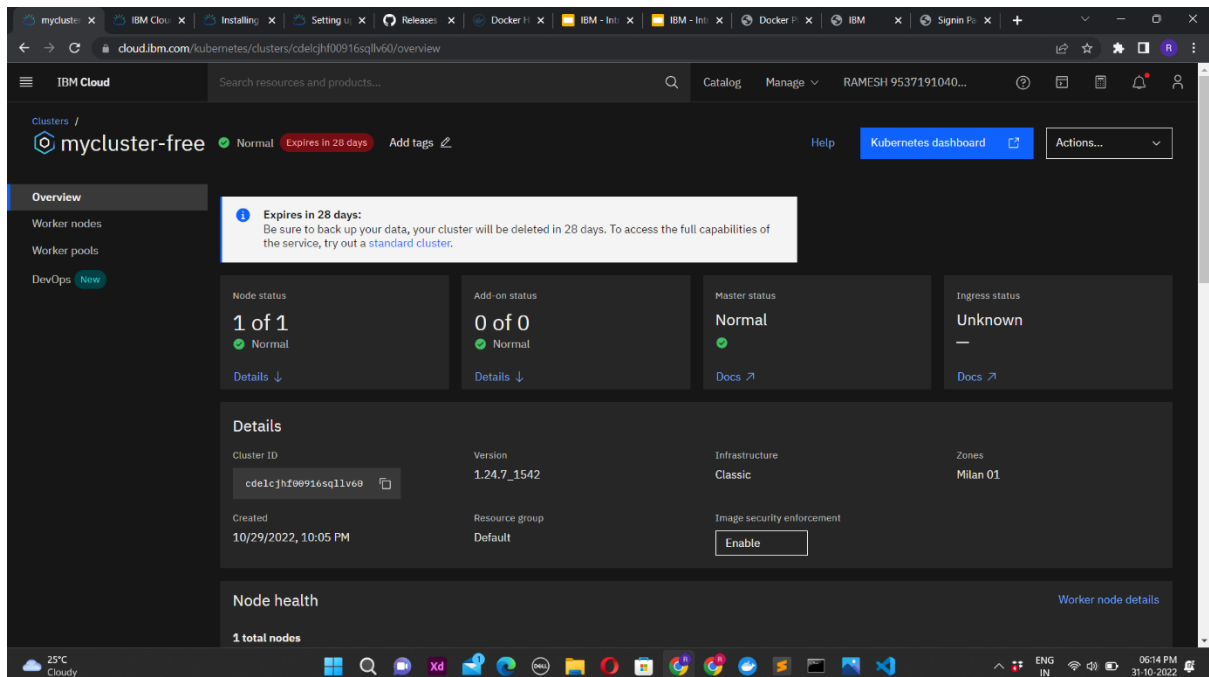 mycluster
IBM Clou
Installing
Setting u
Releases
Docker H
IBM - Int
IBM - Int
Docker P
IBM
Signin Pa
cloud.ibm.com/kubernetes/clusters/cdelcjhf00916sqllv60/overview
R
IBM Cloud
Search resources and products...
Catalog
Manage
RAMESH 9537191040...
Clusters /
mycluster-free
Normal
Expires in 28 days
Add tags
Help
Kubernetes dashboard
Actions...
Overview
Worker nodes
Worker pools
DevOps New
Expires in 28 days:
Be sure to back up your data, your cluster will be deleted in 28 days. To access the full capabilities of
the service, try out a standard cluster.
Node status
1 of 1
Normal
Details ↓
Add-on status
0 of 0
Normal
Details ↓
Master status
Normal
Docs ↗
Ingress status
Unknown
—
Docs ↗
Details
Cluster ID
cdelcjhf00916sqllv60
Version
1.24.7_1542
Infrastructure
Classic
Zones
Milan 01
Created
10/29/2022, 10:05 PM
Resource group
Default
Image security enforcement
Enable
Node health
Worker node details
1 total nodes
25°C
Cloudy
Xd
DELL
ENG
IN
06:14 PM
31-10-2022